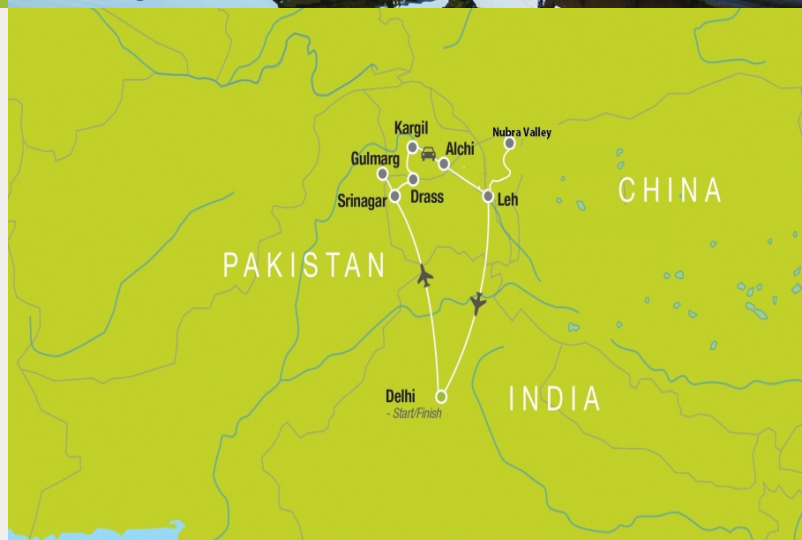 Kargil
Nubra Valley
Alchi
Gulmarg
CHINA
Srinagar
Drass
Leh
PAKISTAN
Delhi
- Start/Finish
INDIA